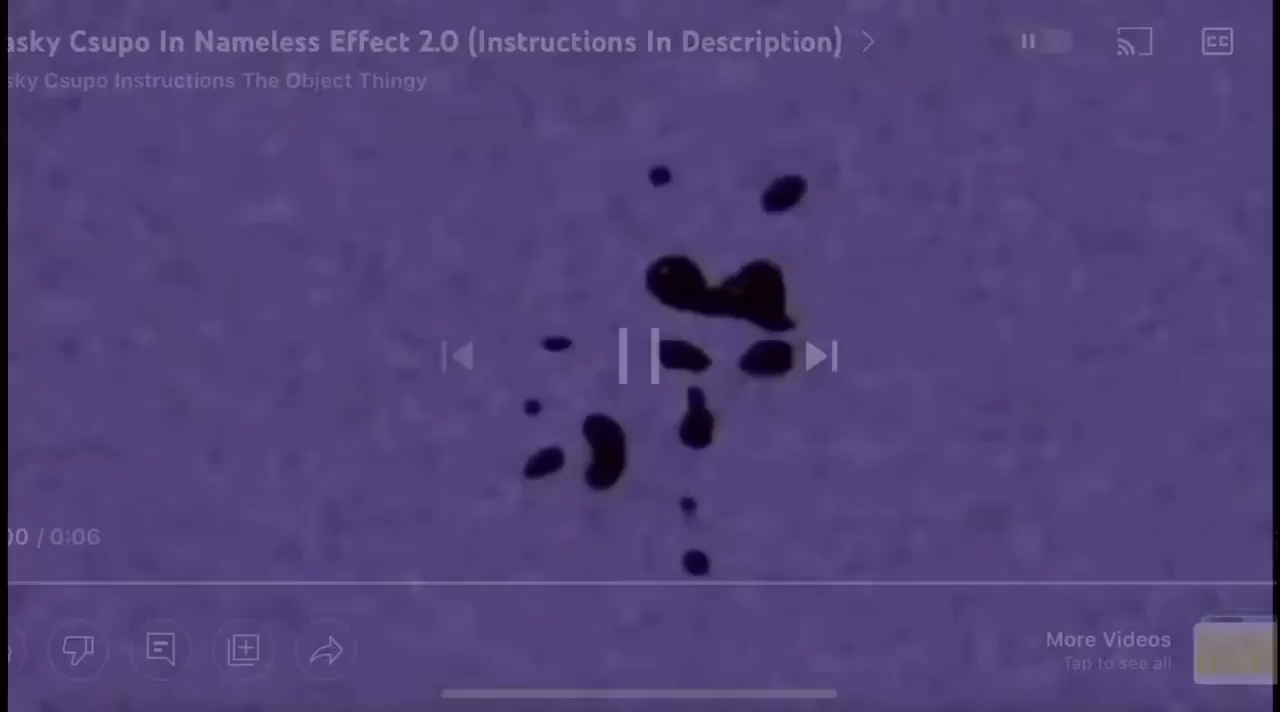 asky Csupo In Nameless Effect 2.0 (Instructions In Description)
sky Csupo Instructions The Object Thingy
CC
00 / 0:06
More Videos
Tap to see all